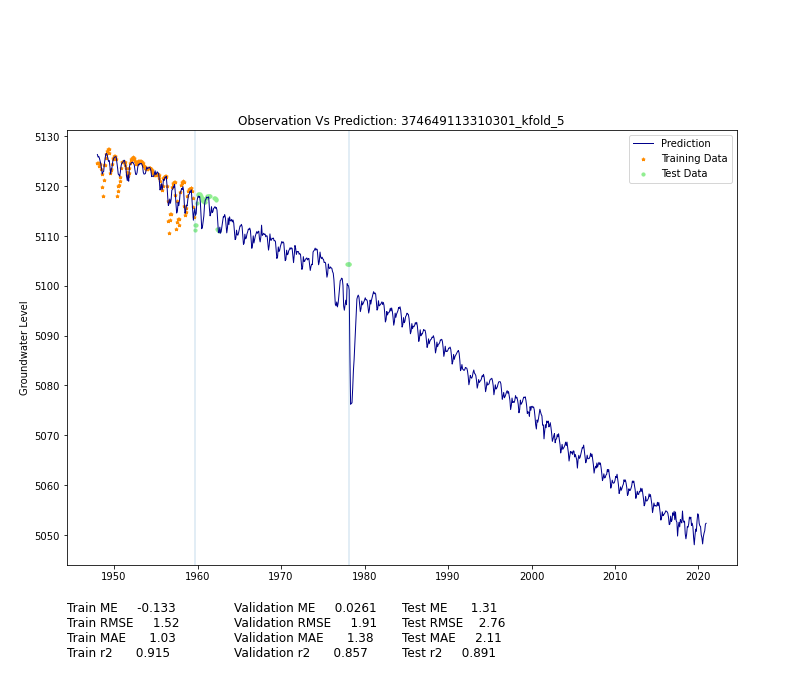 Observation Vs Prediction: 374649113310301_kfold_5
Prediction
Training Data
Test Data
Groundwater Level
5130
5120
5110
5100
5090
5080
5070
5060
5050
1950 1960 1970 1980 1990 2000 2010 2020
Train ME -0.133 Validation ME 0.0261 Test ME 1.31
Train RMSE 1.52 Validation RMSE 1.91 Test RMSE 2.76
Train MAE 1.03 Validation MAE 1.38 Test MAE 2.11
Train r2 0.915 Validation r2 0.857 Test r2 0.891